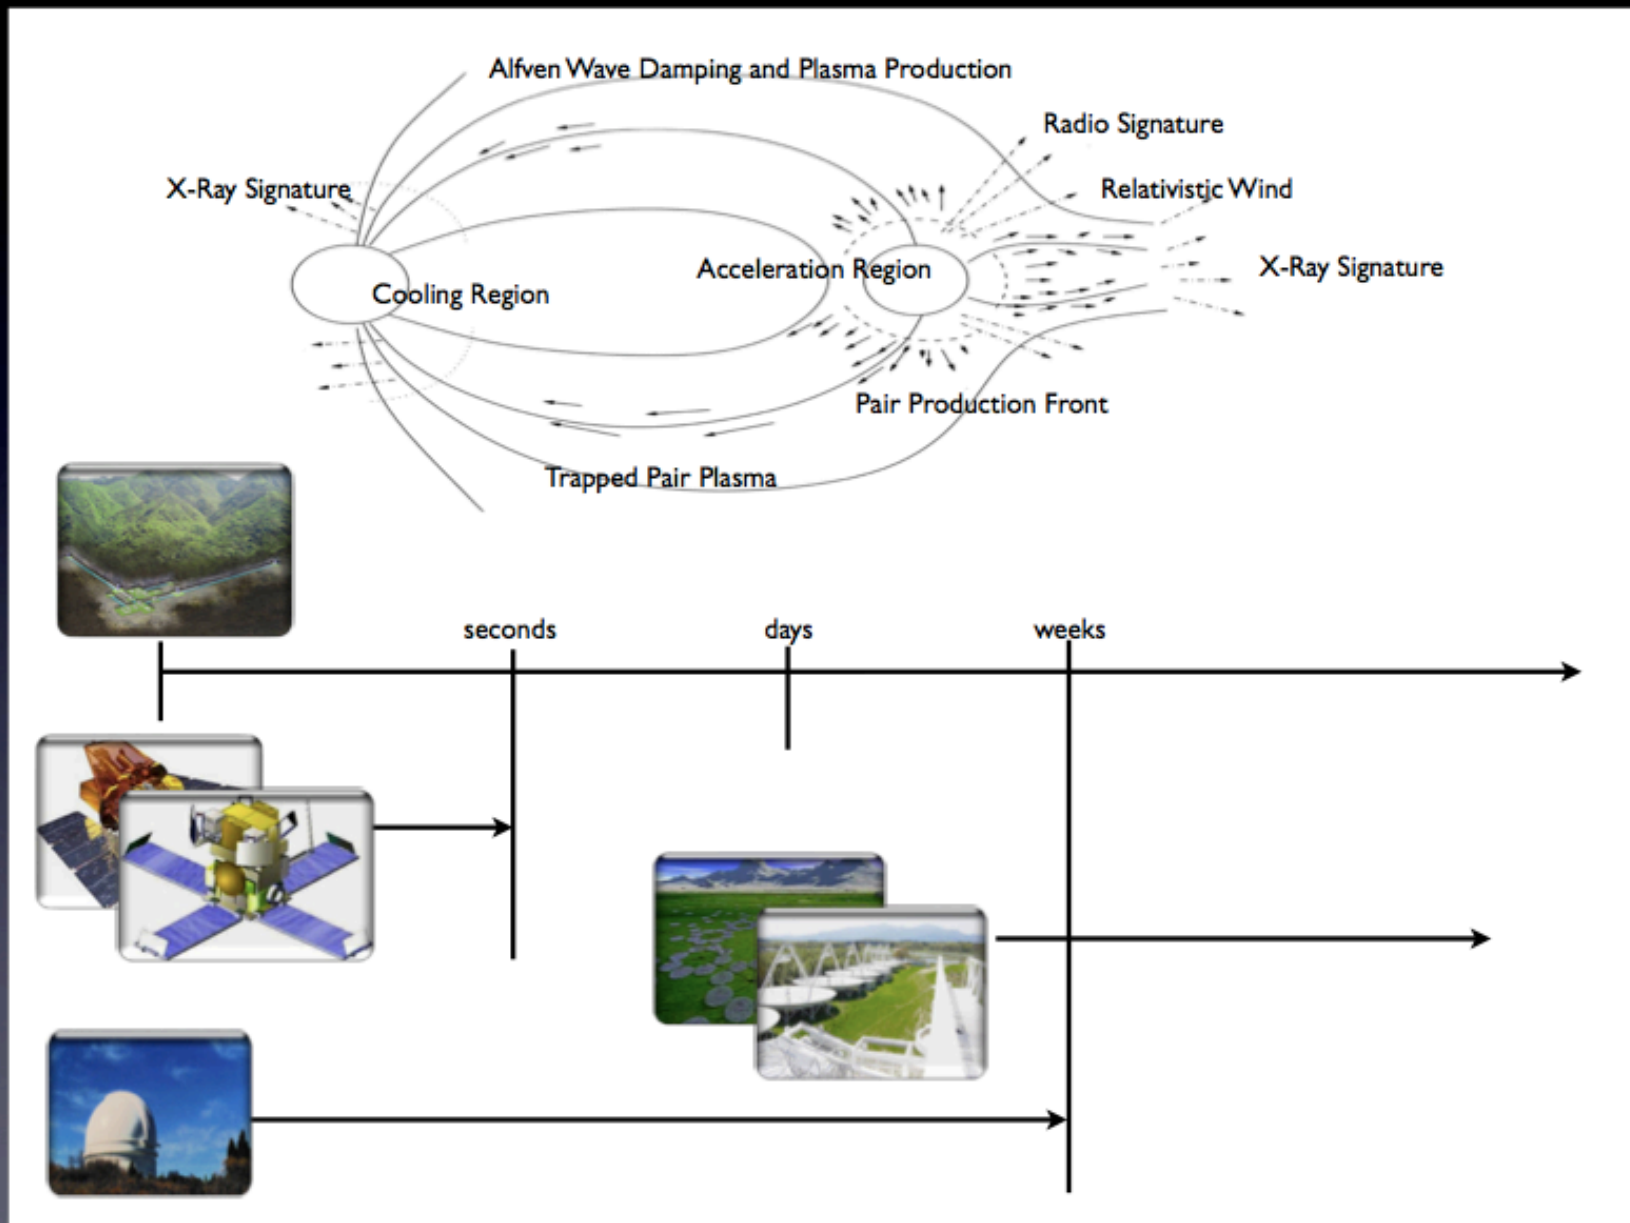 Alfven Wave Damping and Plasma Production
Radio Signature
X-Ray Signature
Relativistic Wind
Acceleration Region
X-Ray Signature
Cooling Region
Pair Production Front
Trapped Pair Plasma
seconds
days
weeks